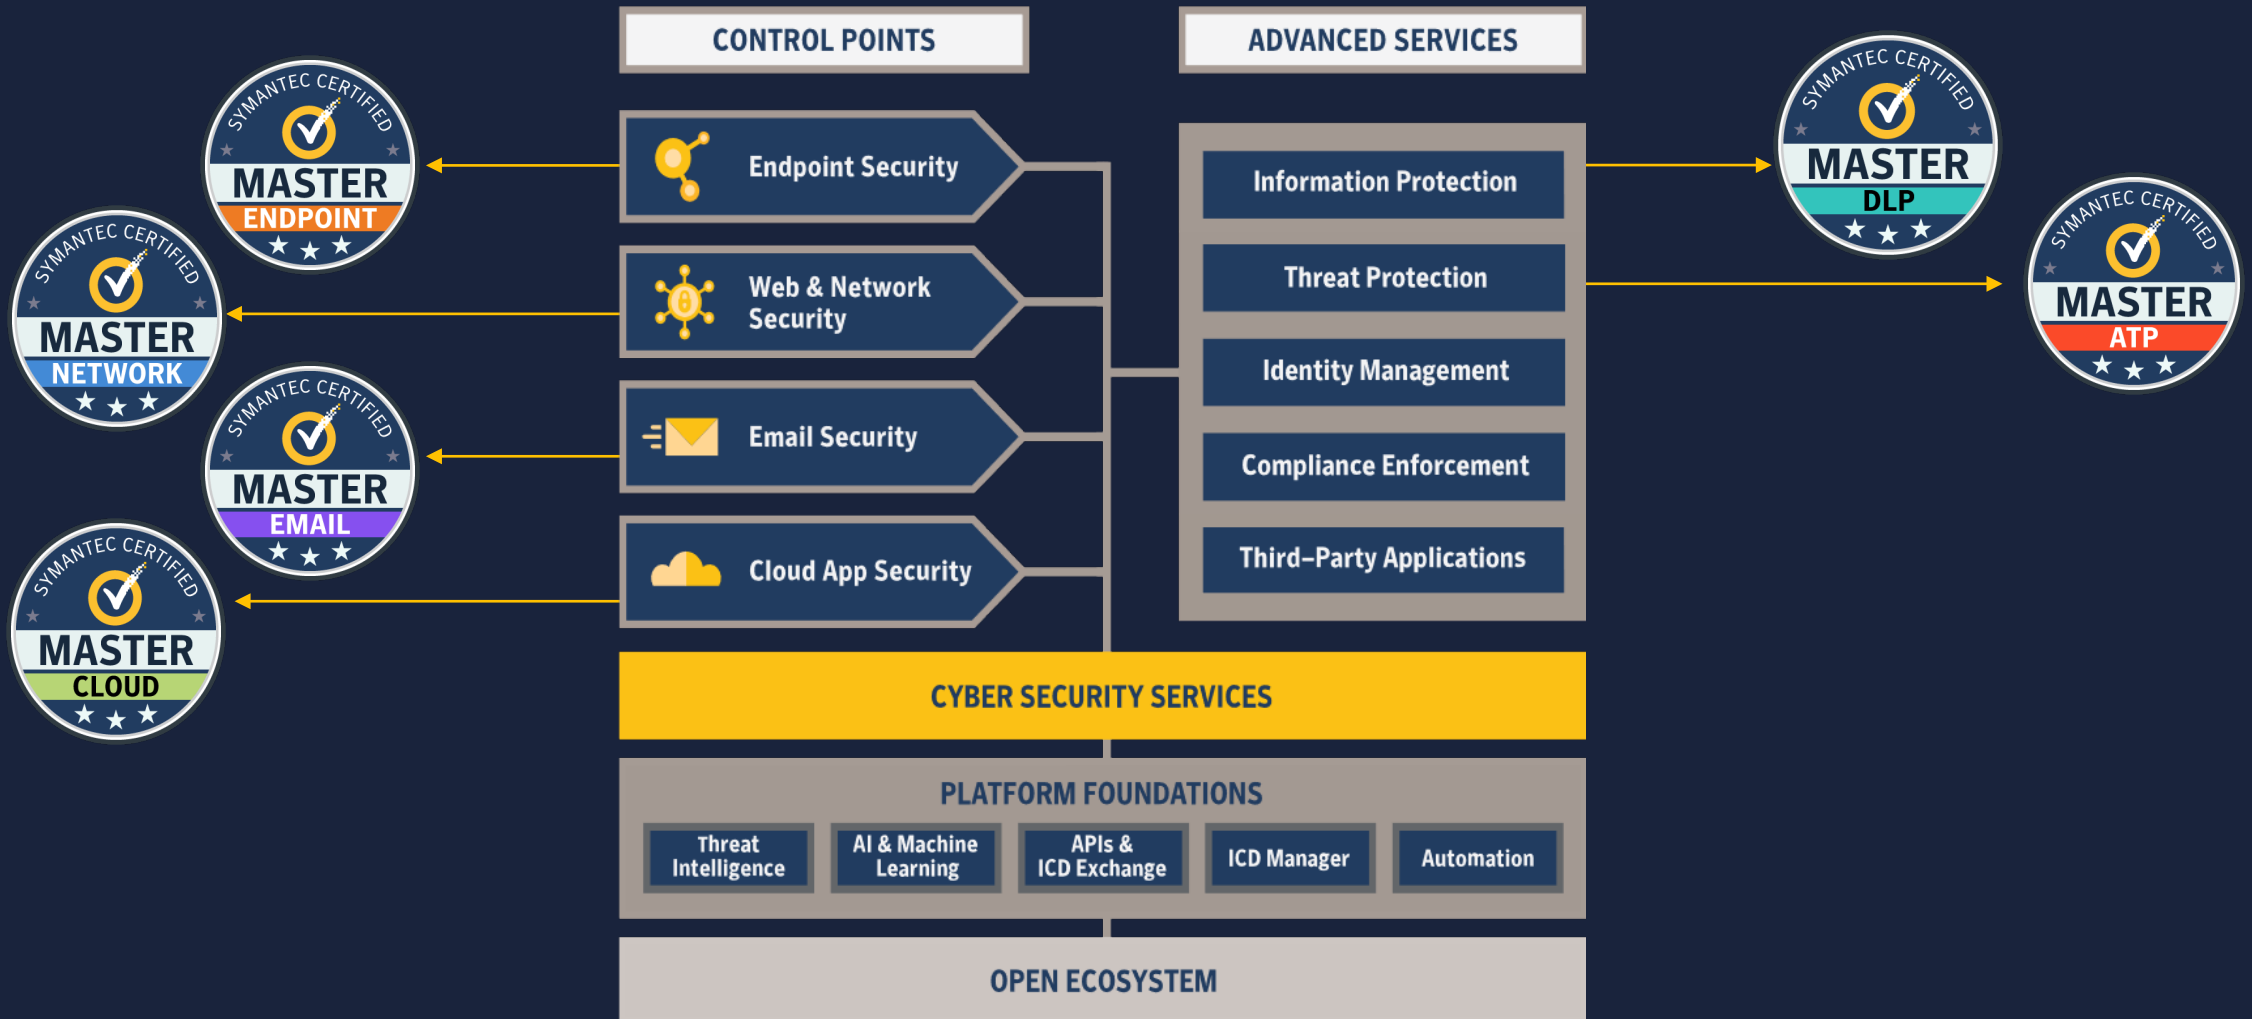 CONTROL POINTS
ADVANCED SERVICES
SYMANTEC CERTIFIED
MASTER
ENDPOINT
SYMANTEC CERTIFIED
MASTER
NETWORK
SYMANTEC CERTIFIED
MASTER
EMAIL
SYMANTEC CERTIFIED
MASTER
CLOUD
Endpoint Security
Web & Network
Security
Email Security
Cloud App Security
Information Protection
Threat Protection
Identity Management
Compliance Enforcement
Third-Party Applications
SYMANTEC CERTIFIED
MASTER
DLP
SYMANTEC CERTIFIED
MASTER
ATP
CYBER SECURITY SERVICES
PLATFORM FOUNDATIONS
Threat
Intelligence
AI & Machine
Learning
APIs &
ICD Exchange
ICD Manager
Automation
OPEN ECOSYSTEM